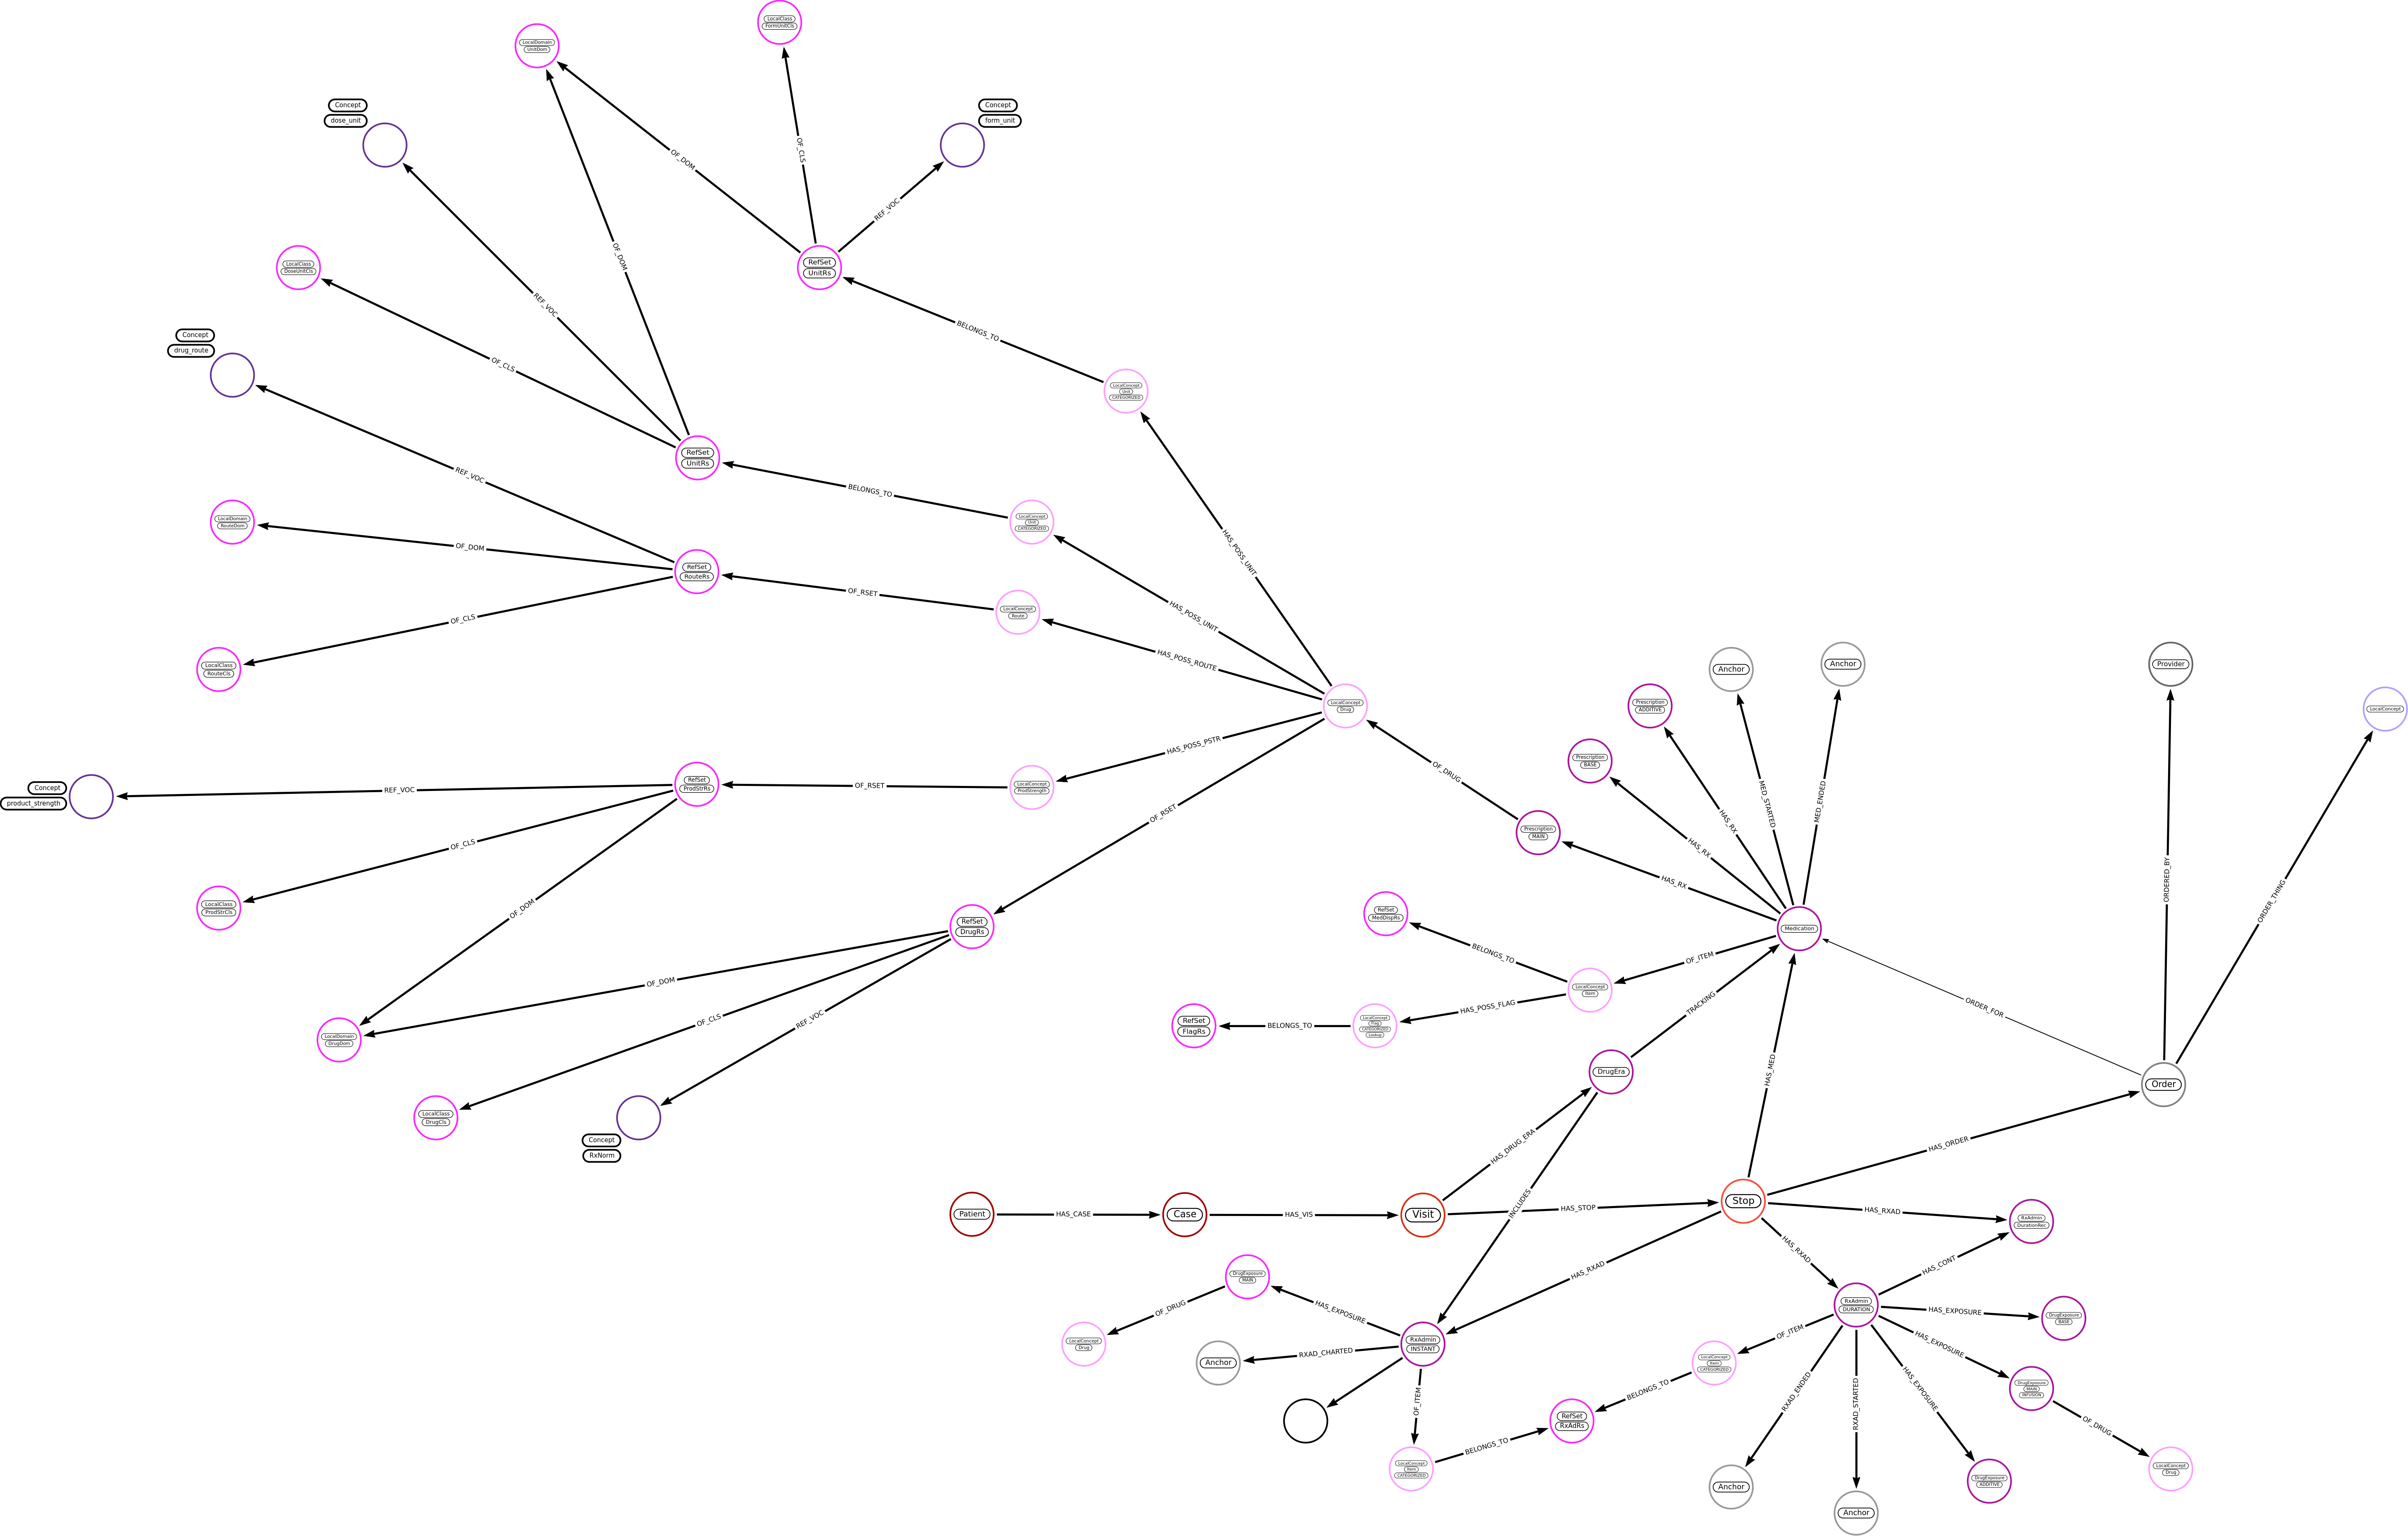 LocalClass
FormUnitCls
LocalDomain
UnitDom
Concept
dose_unit
Concept
form_unit
OF_CLS
OF_DOM
REF_VOC
OF_DOM
LocalClass
DoseUnitCls
RefSet
UnitRs
REF_VOC
BELONGS_TO
Concept
drug_route
OF_CLS
LocalConcept
Unit
CATEGORIZED
RefSet
UnitRs
REF_VOC
BELONGS_TO
LocalDomain
RouteDom
LocalConcept
Unit
CATEGORIZED
OF_DOM
HAS_POSS_UNIT
RefSet
RouteRs
OF_RSET
LocalConcept
Route
HAS_POSS_UNIT
OF_CLS
LocalClass
RouteCls
HAS_POSS_ROUTE
Anchor
Anchor
Provider
LocalConcept
Drug
Prescription
ADDITIVE
LocalConcept
HAS_POSS_PSTR
Prescription
BASE
OF_DRUG
Concept
product_strength
REF_VOC
RefSet
ProdStrRs
OF_RSET
LocalConcept
ProdStrength
MED_STARTED
MED_ENDED
OF_RSET
HAS_RX
Prescription
MAIN
OF_CLS
HAS_RX
HAS_RX
ORDERED_BY
ORDER_THING
LocalClass
ProdStrCls
OF_DOM
RefSet
MedDispRs
RefSet
DrugRs
Medication
BELONGS_TO
OF_ITEM
OF_DOM
LocalConcept
Item
HAS_POSS_FLAG
TRACKING
ORDER_FOR
OF_CLS
REF_VOC
RefSet
FlagRs
BELONGS_TO
LocalConcept
Flag
CATEGORIZED
Lookup
LocalDomain
DrugDom
DrugEra
HAS_MED
Order
LocalClass
DrugCls
Concept
RxNorm
HAS_DRUG_ERA
HAS_ORDER
INCLUDES
Patient
HAS_CASE
Case
HAS_VIS
Visit
HAS_STOP
Stop
HAS_RXAD
RxAdmin
DurationRec
HAS_RXAD
HAS_RXAD
HAS_CONT
DrugExposure
MAIN
OF_DRUG
HAS_EXPOSURE
RxAdmin
DURATION
HAS_EXPOSURE
DrugExposure
BASE
LocalConcept
Drug
RxAdmin
INSTANT
OF_ITEM
HAS_EXPOSURE
Anchor
RXAD_CHARTED
LocalConcept
Item
CATEGORIZED
HAS_EXPOSURE
DrugExposure
MAIN
INFUSION
OF_ITEM
BELONGS_TO
RXAD_ENDED
RXAD_STARTED
RefSet
RxAdRs
OF_DRUG
BELONGS_TO
LocalConcept
Item
CATEGORIZED
LocalConcept
Drug
Anchor
DrugExposure
ADDITIVE
Anchor